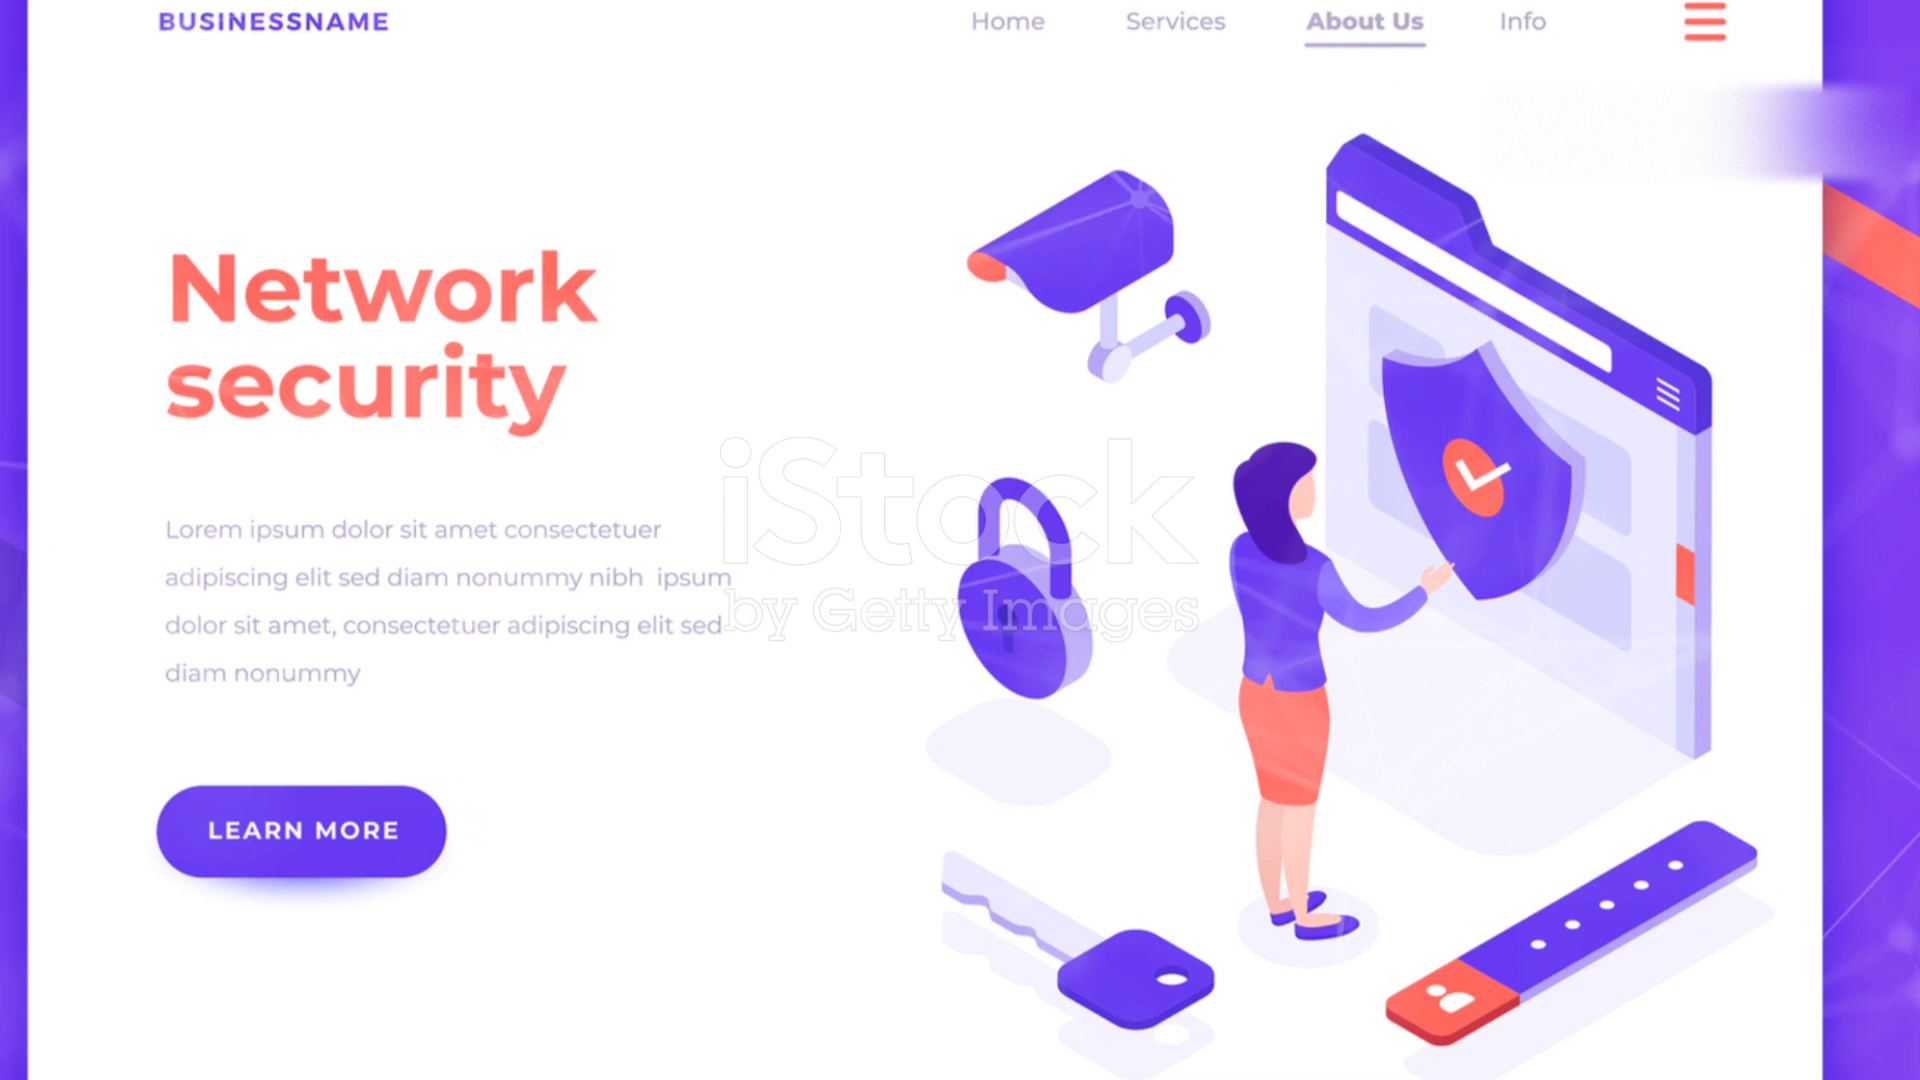 BUSINESSNAME
Home Services About Us Info
Network
security
Lorem ipsum dolor sit amet consectetuer
adipiscing elit sed diam nonummy nibh ipsum
dolor sit amet, consectetuer adipiscing elit sed
diam nonummy
LEARN MORE
iStock
by Getty Images